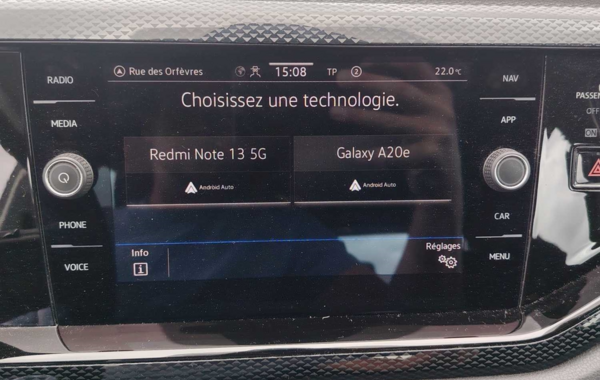 RADIO
MEDIA
PHONE
VOICE
Rue des Orfèvres
15:08
TP
2
22.0°C
Choisissez une technologie.
Redmi Note 13 5G
Android Auto
Galaxy A20e
Android Auto
Info
i
Réglages
NAV
APP
CAR
MENU
OFF
ON